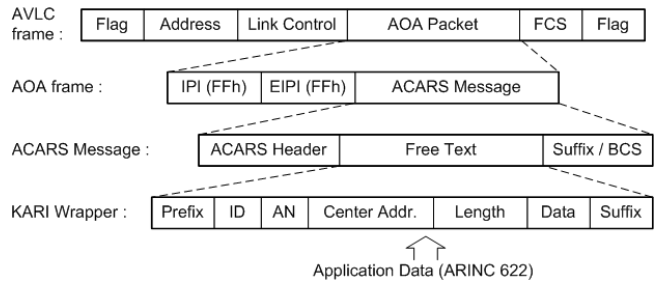 AVLC frame : Flag Address Link Control AOA Packet FCS Flag
AOA frame : IPI (FFh) EIPI (FFh) ACARS Message
ACARS Message : ACARS Header Free Text Suffix / BCS
KARI Wrapper : Prefix ID AN Center Addr. Length Data Suffix
Application Data (ARINC 622)